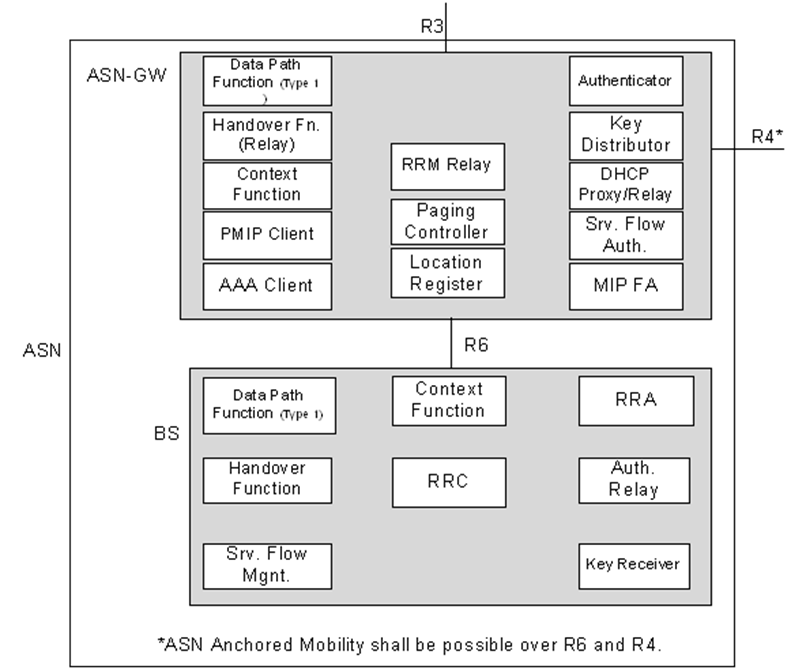 R3
ASN-GW
Data Path
Function (Type 1
)
Handover Fn.
(Relay)
Context
Function
PMIP Client
AAA Client
RRM Relay
Paging
Controller
Location
Register
Authenticator
Key
Distributor
DHCP
Proxy/Relay
Srv. Flow
Auth.
MIP FA
R4*
ASN
R6
BS
Data Path
Function (Type 1)
Handover
Function
Srv. Flow
Mgnt.
Context
Function
RRC
RRA
Auth.
Relay
Key Receiver
*ASN Anchored Mobility shall be possible over R6 and R4.